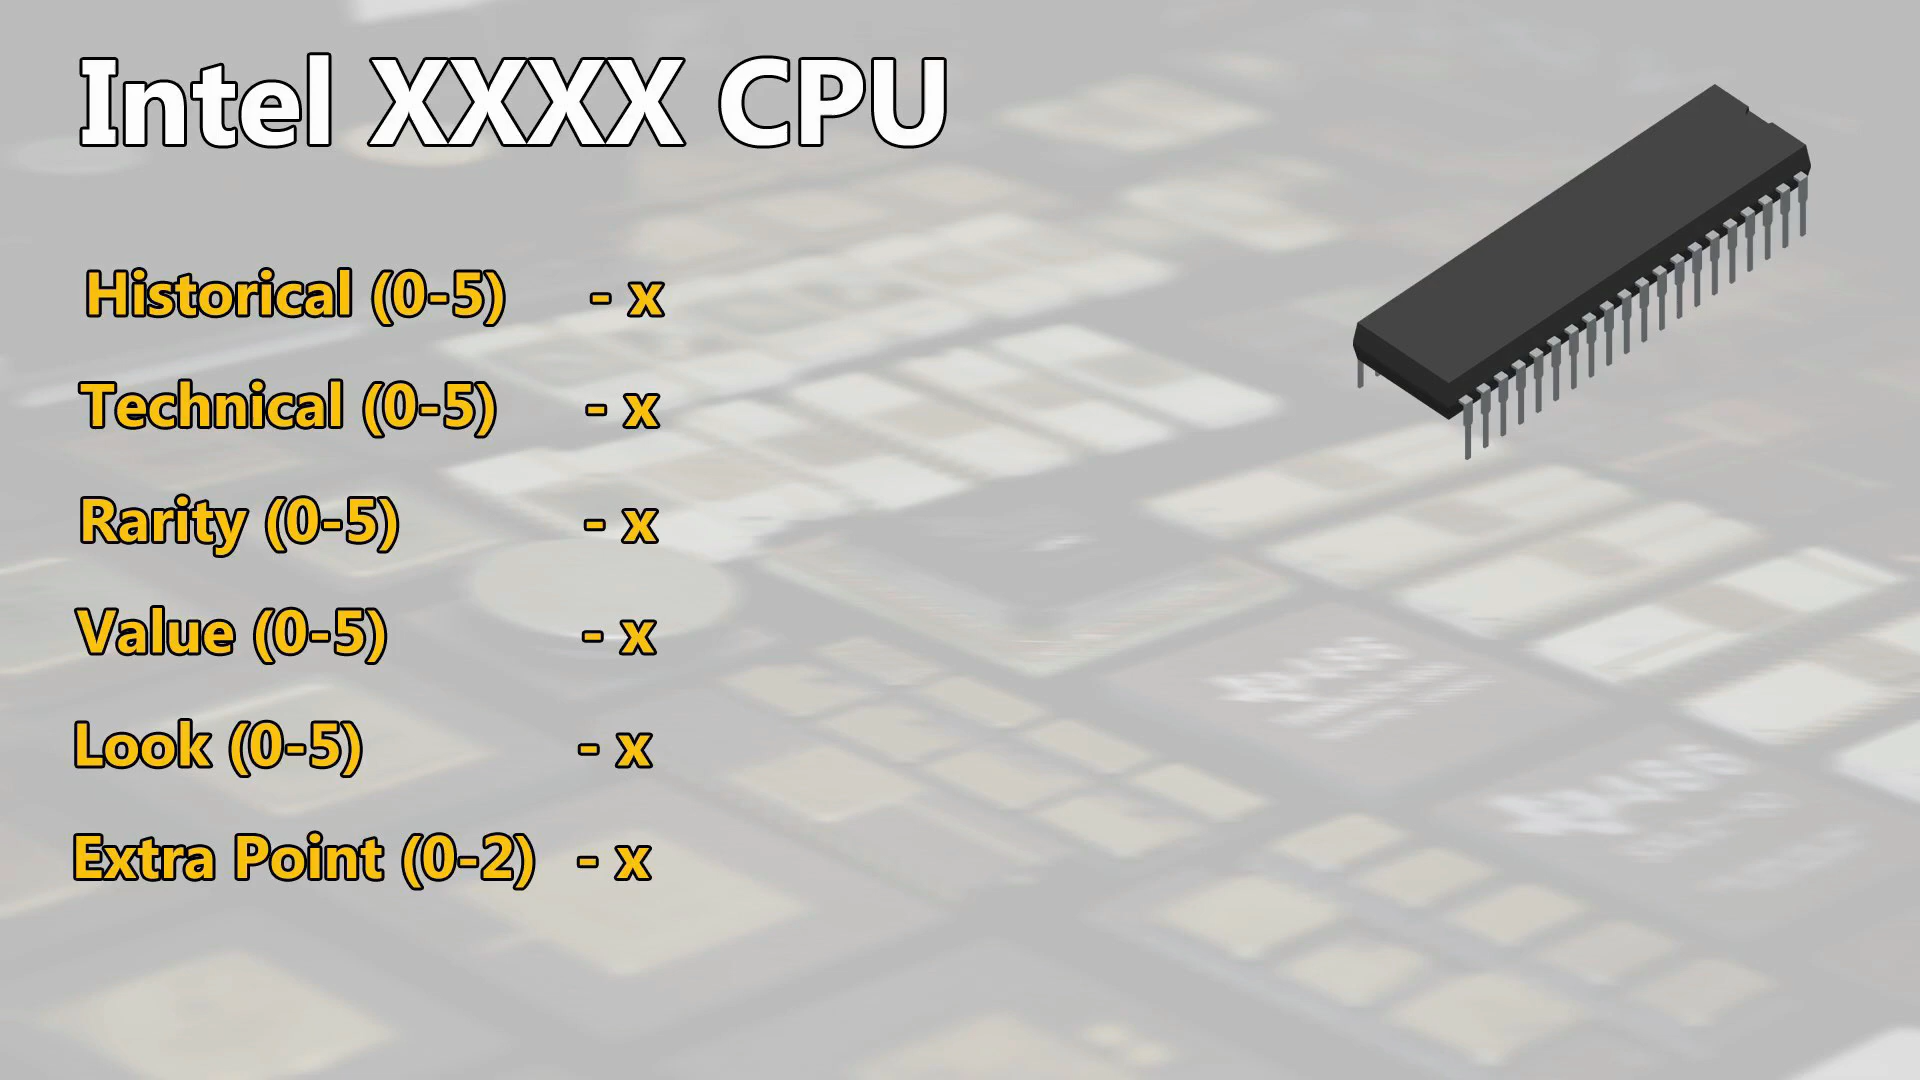 Intel XXXX CPU
Historical (0-5) - x
Technical (0-5) - x
Rarity (0-5) - x
Value (0-5) - x
Look (0-5) - x
Extra Point (0-2) - x